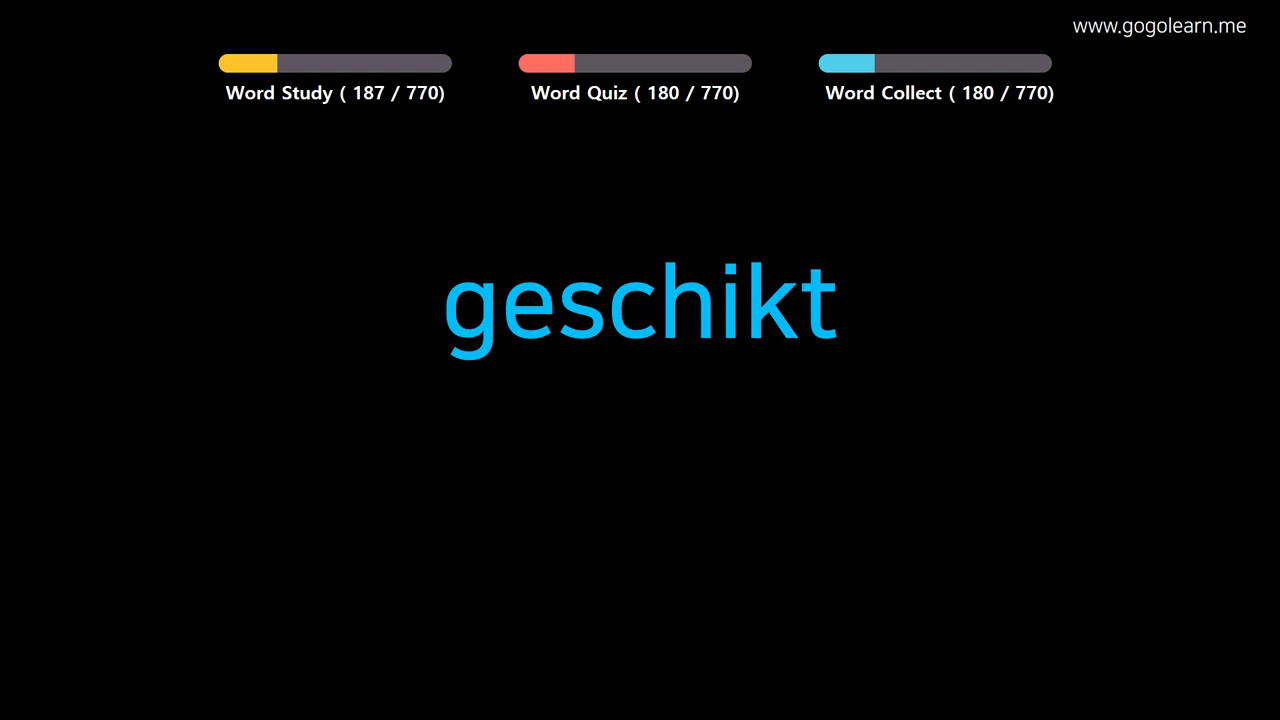 www.gogolearn.me
Word Study ( 187 / 770)
Word Quiz ( 180 / 770)
Word Collect ( 180 / 770)
geschikt